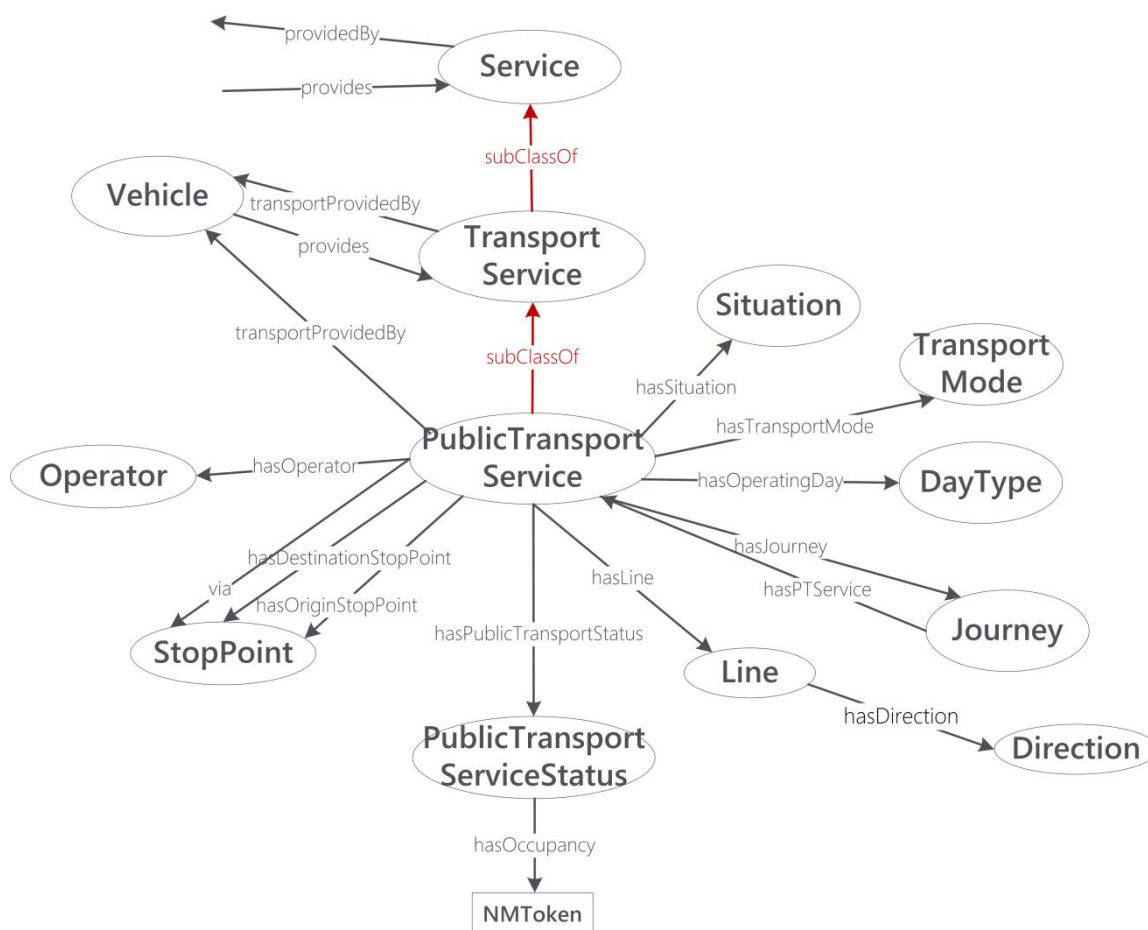 providedBy
Service
provides
subClassOf
Vehicle
transportProvidedBy
provides
Transport
Service
Situation
transportProvidedBy
subClassOf
Transport
Mode
hasSituation
hasTransportMode
PublicTransport
Service
Operator
hasOperator
hasOperatingDay
DayType
hasDestinationStopPoint
hasJourney
via
hasLine
hasPTService
hasOriginStopPoint
hasPublicTransportStatus
StopPoint
Journey
Line
hasDirection
PublicTransport
ServiceStatus
Direction
hasOccupancy
NMToken